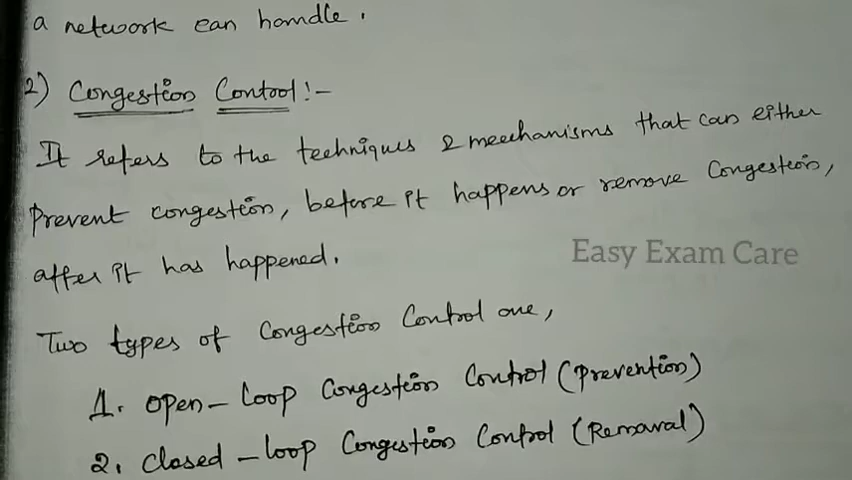 a network can handle.
2) Congestion Control:-
It refers to the techniques & mechanisms that can either
Prevent congestion, before it happens or remove Congestion,
after it has happened.
Easy Exam Care
Two types of Congestion Control are,
1. open-Loop Congestion Control (Prevention)
2. Closed-loop Congestion Control (Removal)